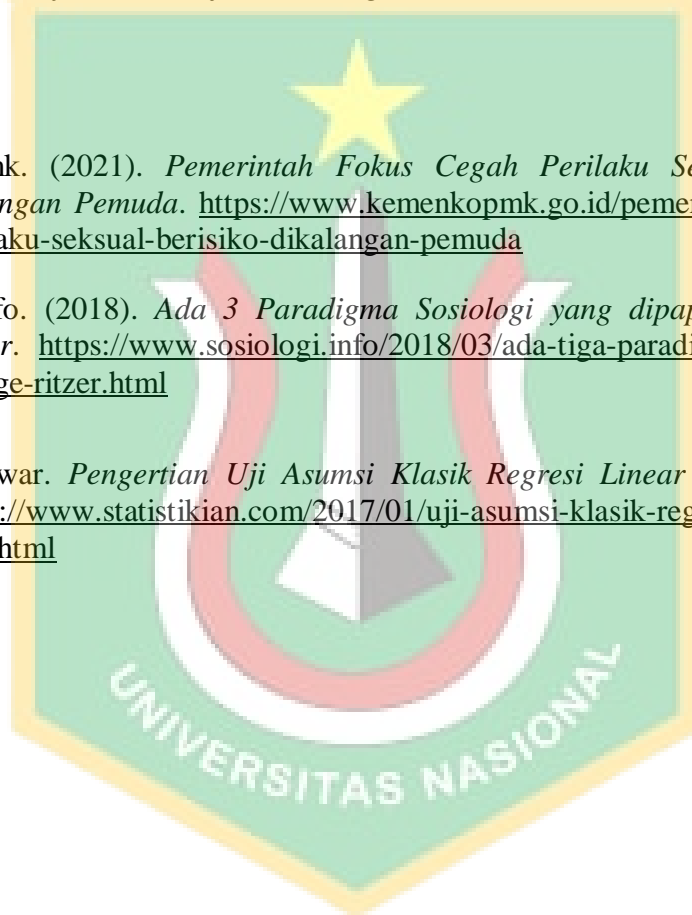 nk. (2021). Pemerintah Fokus Cegah Perilaku Se
ngan Pemuda. https://www.kemenkopmk.go.id/pemer
aku-seksual-berisiko-dikalangan-pemuda
fo. (2018). Ada 3 Paradigma Sosiologi yang dipap
r. https://www.sosiologi.info/2018/03/ada-tiga-paradi
ge-ritzer.html
war. Pengertian Uji Asumsi Klasik Regresi Linear
://www.statistikian.com/2017/01/uji-asumsi-klasik-reg
html
UNIVERSITAS NASIONAL